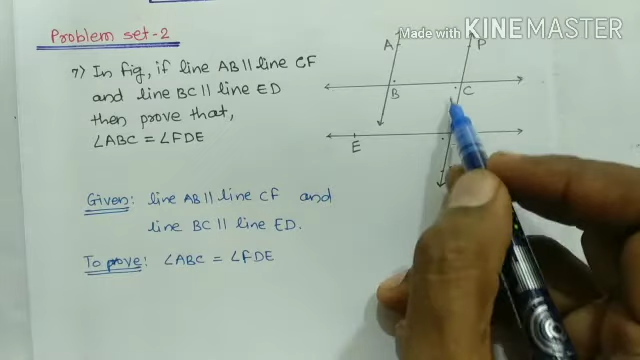 Made with KINEMASTER
Problem set-2
7) In fig, if line AB || line CF
and line BC || line ED
then prove that,
∠ABC = ∠FDE
A
P
B
C
E
Given: line AB || line CF and
line BC || line ED.
To prove: ∠ABC = ∠FDE